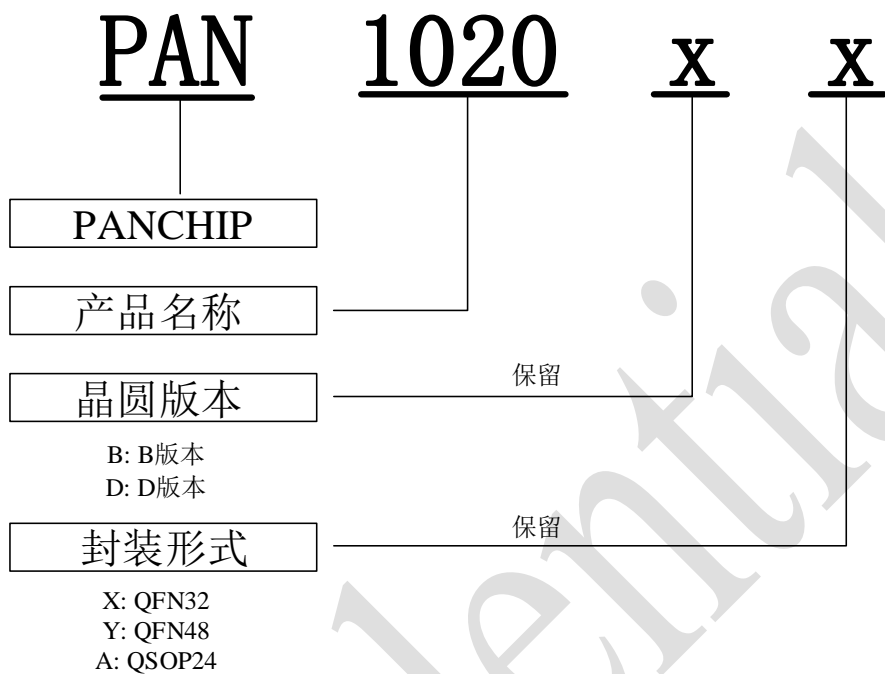 PAN 1020 x x
PANCHIP
产品名称
保留
晶圆版本
B: B版本
D: D版本
保留
封装形式
X: QFN32
Y: QFN48
A: QSOP24
dential